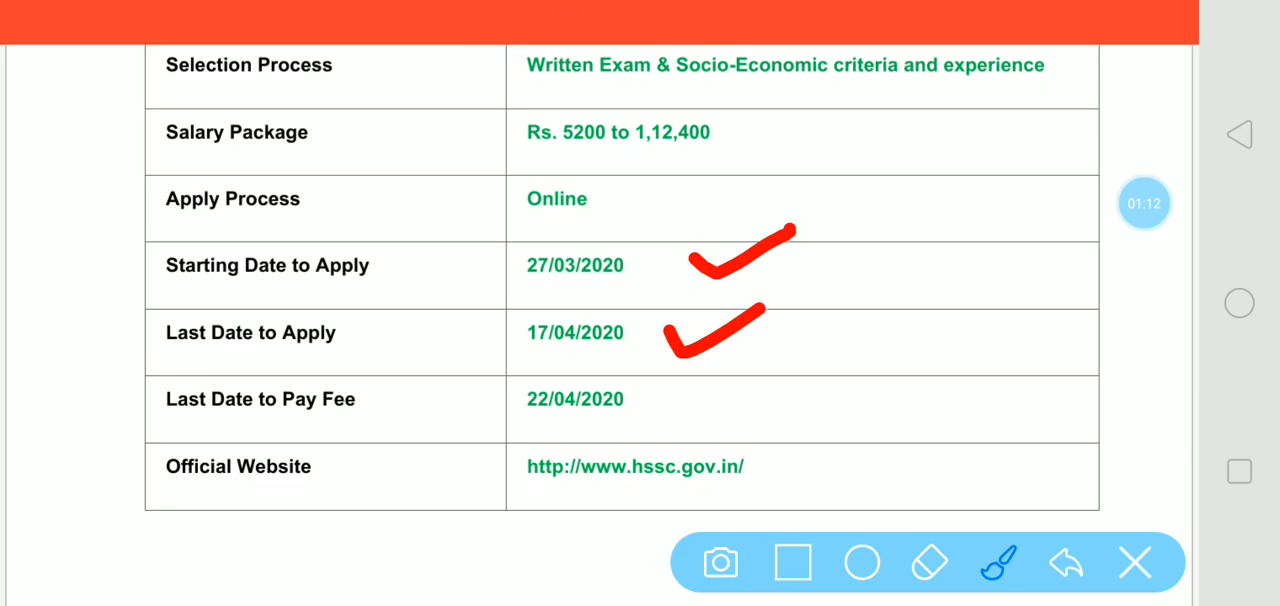 Selection Process Written Exam & Socio-Economic criteria and experience
Salary Package Rs. 5200 to 1,12,400
Apply Process Online
01:12
Starting Date to Apply 27/03/2020
Last Date to Apply 17/04/2020
Last Date to Pay Fee 22/04/2020
Official Website http://www.hssc.gov.in/